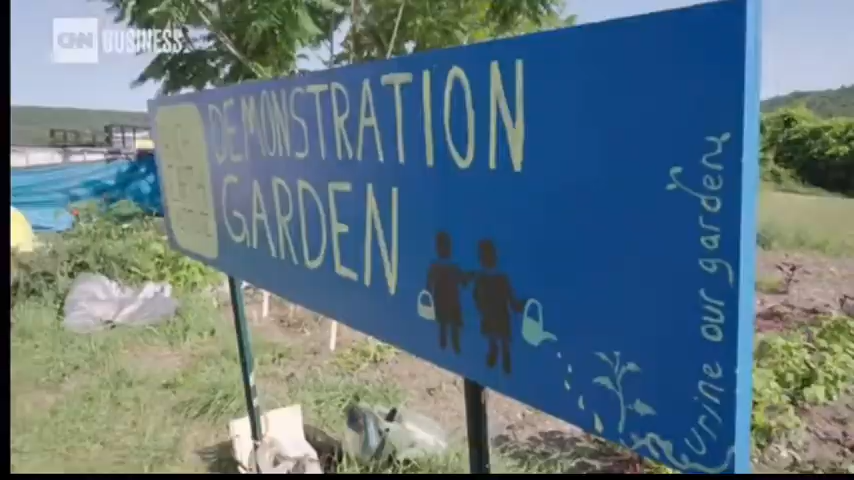 CNN BUSINESS
DEMONSTRATION
GARDEN
urine our garden